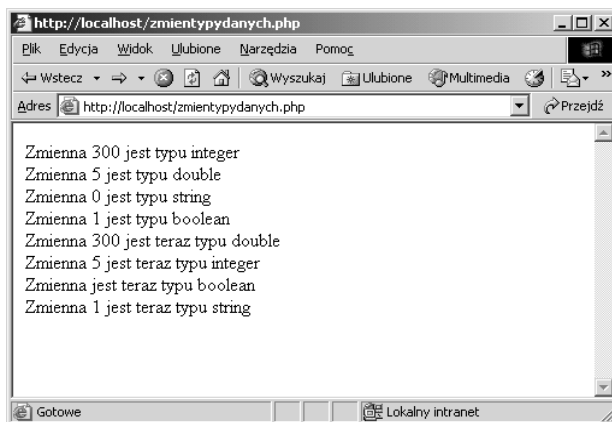 http://localhost/zmientypydanych.php
Plik Edycja Widok Ulubione Narzędzia Pomoc
Wstecz Wyszukaj Ulubione Multimedia »
Adres http://localhost/zmientypydanych.php Przejdź
Zmienna 300 jest typu integer
Zmienna 5 jest typu double
Zmienna 0 jest typu string
Zmienna 1 jest typu boolean
Zmienna 300 jest teraz typu double
Zmienna 5 jest teraz typu integer
Zmienna jest teraz typu boolean
Zmienna 1 jest teraz typu string
Gotowe Lokalny intranet